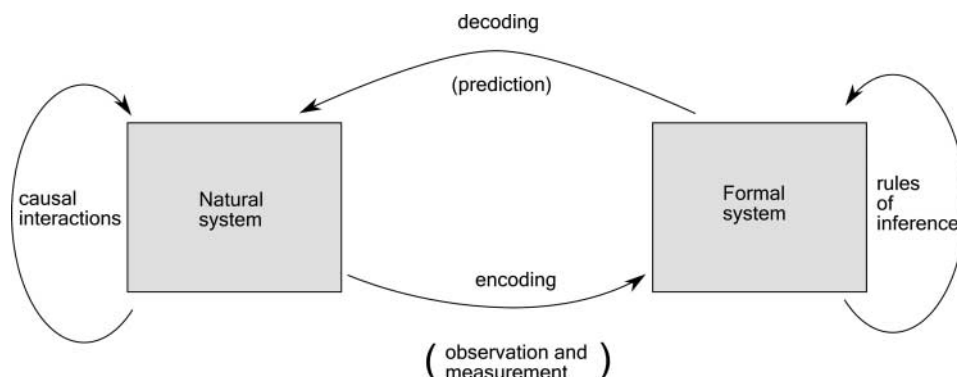 decoding
(prediction)
causal
interactions
Natural
system
Formal
system
rules
of
inference
encoding
( observation and
measurement )